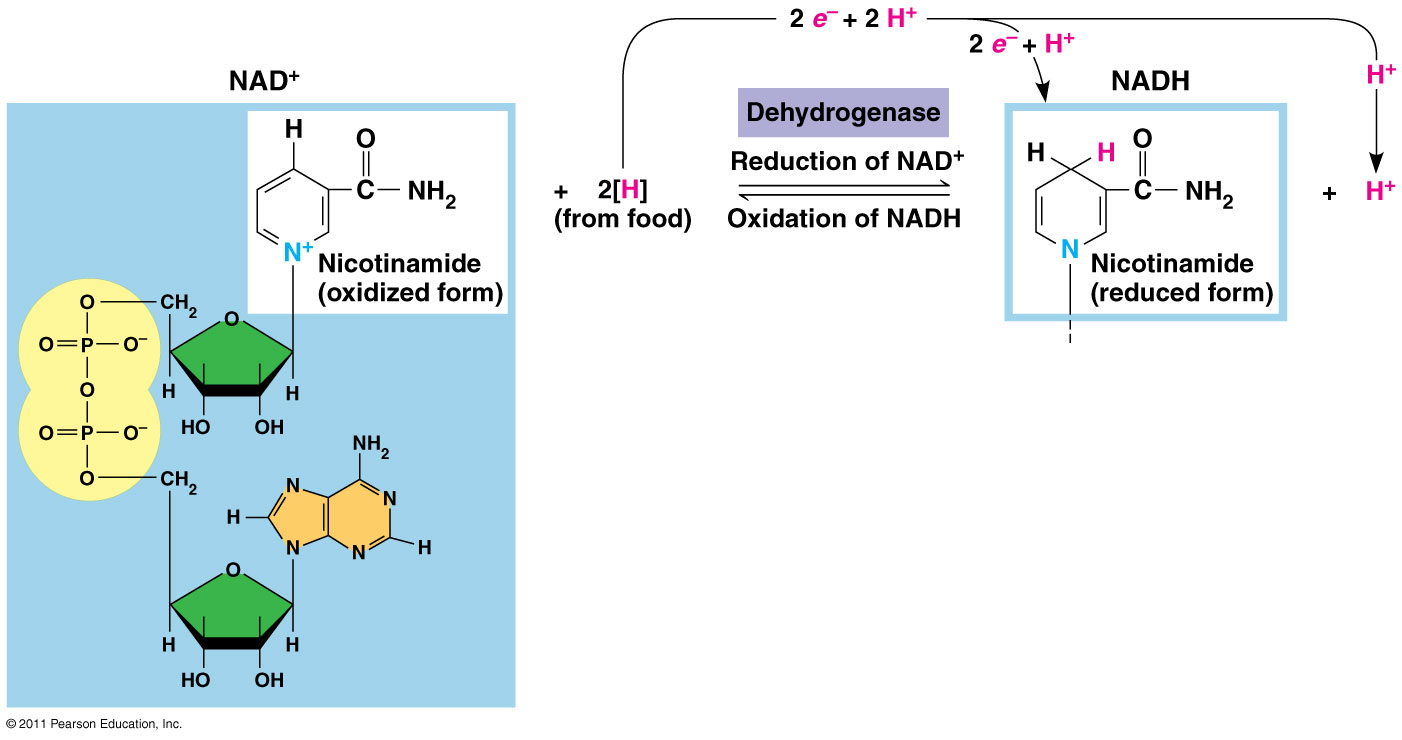 2 e⁻ + 2 H⁺
2 e⁻ + H⁺
NAD⁺
NADH
H⁺
Dehydrogenase
H
O
C
NH₂
N⁺
Nicotinamide
(oxidized form)
+ 2[H]
(from food)
Reduction of NAD⁺
Oxidation of NADH
H
H
O
C
NH₂
N
Nicotinamide
(reduced form)
+ H⁺
O
CH₂
O
O=P–O⁻
H
H
O
HO
OH
O=P–O⁻
O
CH₂
NH₂
N
N
H
N
N
H
O
H
H
HO
OH
© 2011 Pearson Education, Inc.